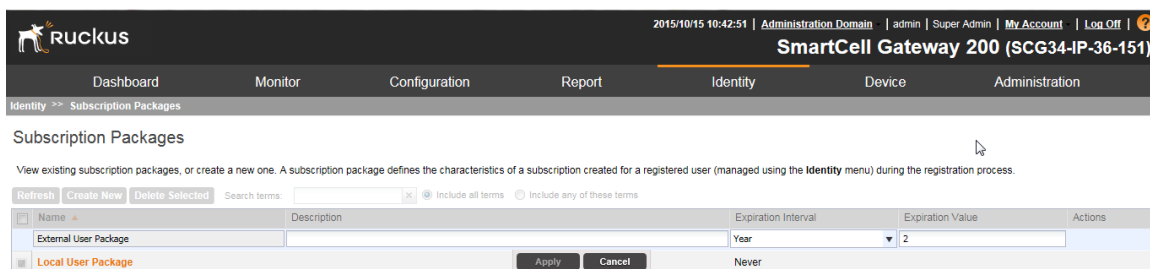 2015/10/15 10:42:51 | Administration Domain | admin | Super Admin | My Account | Log Off | ?
Ruckus
SmartCell Gateway 200 (SCG34-IP-36-151)
Dashboard Monitor Configuration Report Identity Device Administration
Identity >> Subscription Packages
Subscription Packages
View existing subscription packages, or create a new one. A subscription package defines the characteristics of a subscription created for a registered user (managed using the Identity menu) during the registration process.
Refresh Create New Delete Selected Search terms: x Include all terms Include any of these terms
Name Description Expiration Interval Expiration Value Actions
External User Package Year 2
Local User Package Apply Cancel Never